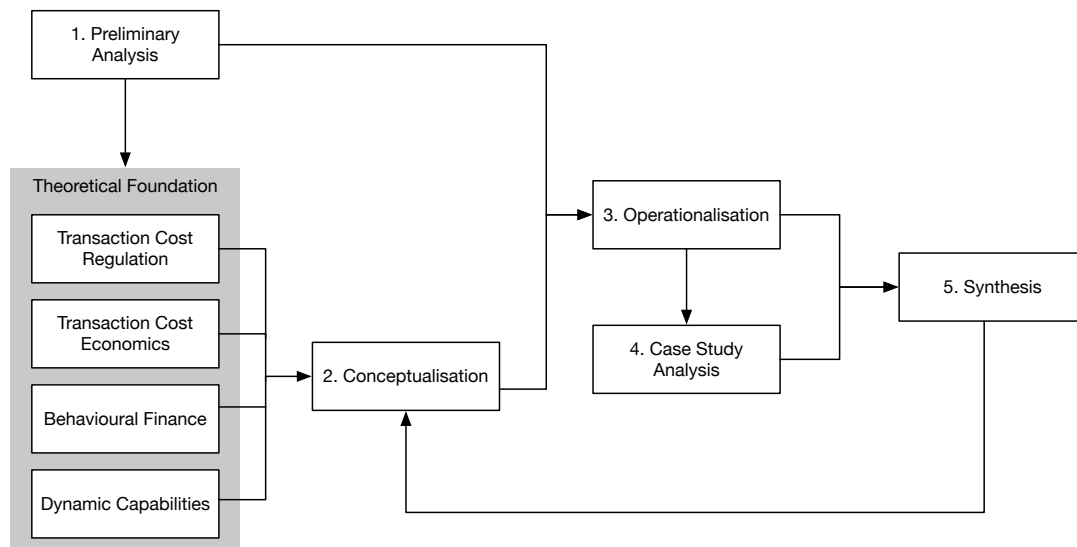 1. Preliminary
Analysis
Theoretical Foundation
Transaction Cost
Regulation
Transaction Cost
Economics
Behavioural Finance
Dynamic Capabilities
2. Conceptualisation
3. Operationalisation
4. Case Study
Analysis
5. Synthesis